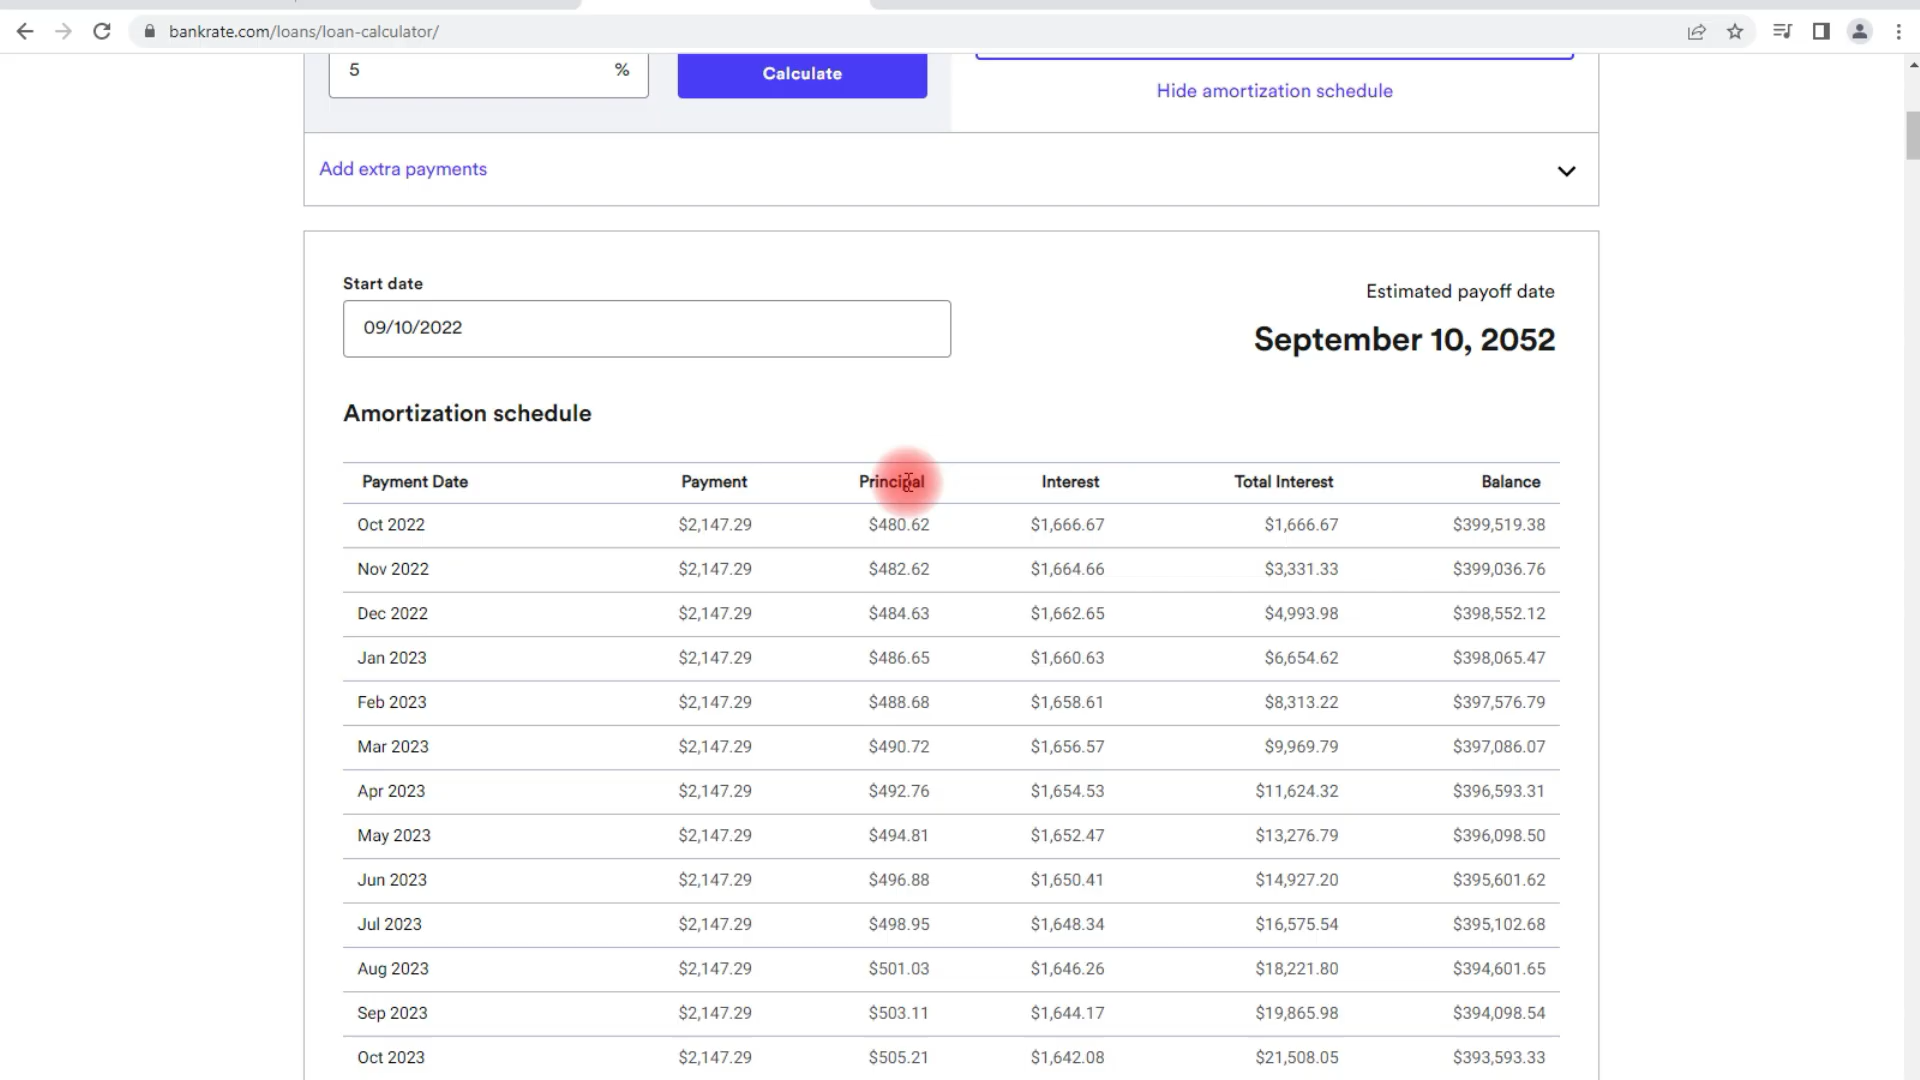 bankrate.com/loans/loan-calculator/
5 % Calculate
Hide amortization schedule
Add extra payments
Start date
Estimated payoff date
09/10/2022
September 10, 2052
Amortization schedule
Payment Date Payment Principal Interest Total Interest Balance
Oct 2022 $2,147.29 $480.62 $1,666.67 $1,666.67 $399,519.38
Nov 2022 $2,147.29 $482.62 $1,664.66 $3,331.33 $399,036.76
Dec 2022 $2,147.29 $484.63 $1,662.65 $4,993.98 $398,552.12
Jan 2023 $2,147.29 $486.65 $1,660.63 $6,654.62 $398,065.47
Feb 2023 $2,147.29 $488.68 $1,658.61 $8,313.22 $397,576.79
Mar 2023 $2,147.29 $490.72 $1,656.57 $9,969.79 $397,086.07
Apr 2023 $2,147.29 $492.76 $1,654.53 $11,624.32 $396,593.31
May 2023 $2,147.29 $494.81 $1,652.47 $13,276.79 $396,098.50
Jun 2023 $2,147.29 $496.88 $1,650.41 $14,927.20 $395,601.62
Jul 2023 $2,147.29 $498.95 $1,648.34 $16,575.54 $395,102.68
Aug 2023 $2,147.29 $501.03 $1,646.26 $18,221.80 $394,601.65
Sep 2023 $2,147.29 $503.11 $1,644.17 $19,865.98 $394,098.54
Oct 2023 $2,147.29 $505.21 $1,642.08 $21,508.05 $393,593.33